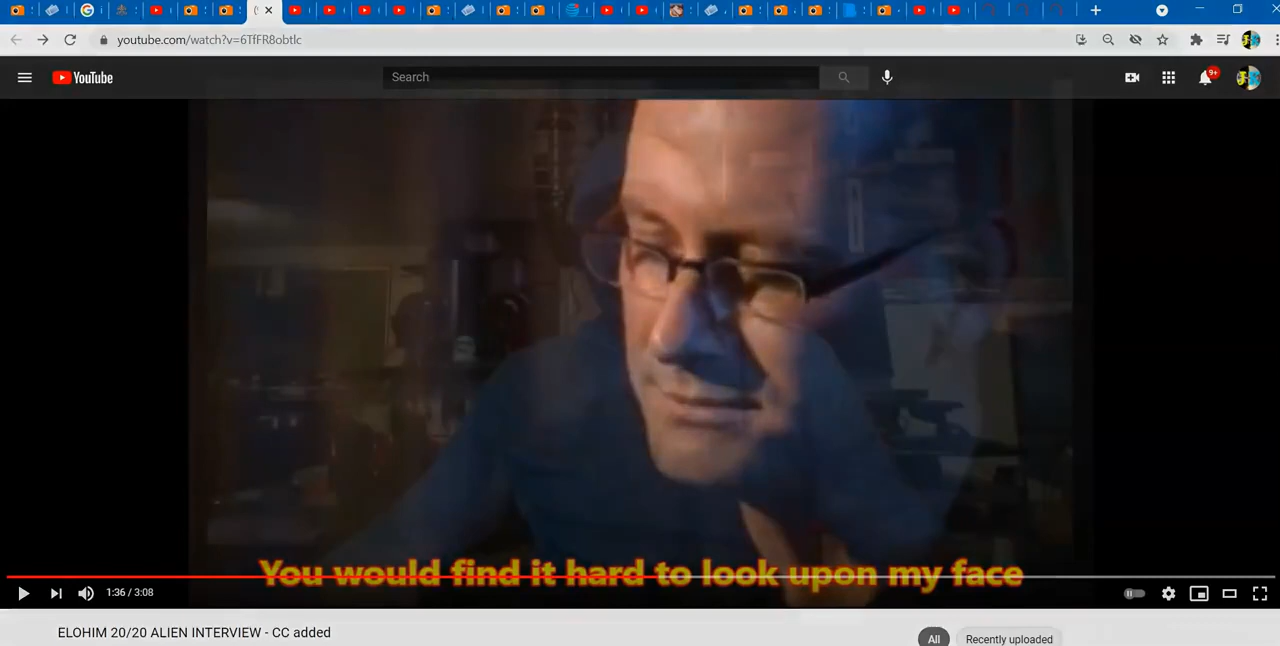 youtube.com/watch?v=6TfFR8obtlc
YouTube
Search
9+
You would find it hard to look upon my face
1:36 / 3:08
ELOHIM 20/20 ALIEN INTERVIEW - CC added
All
Recently uploaded